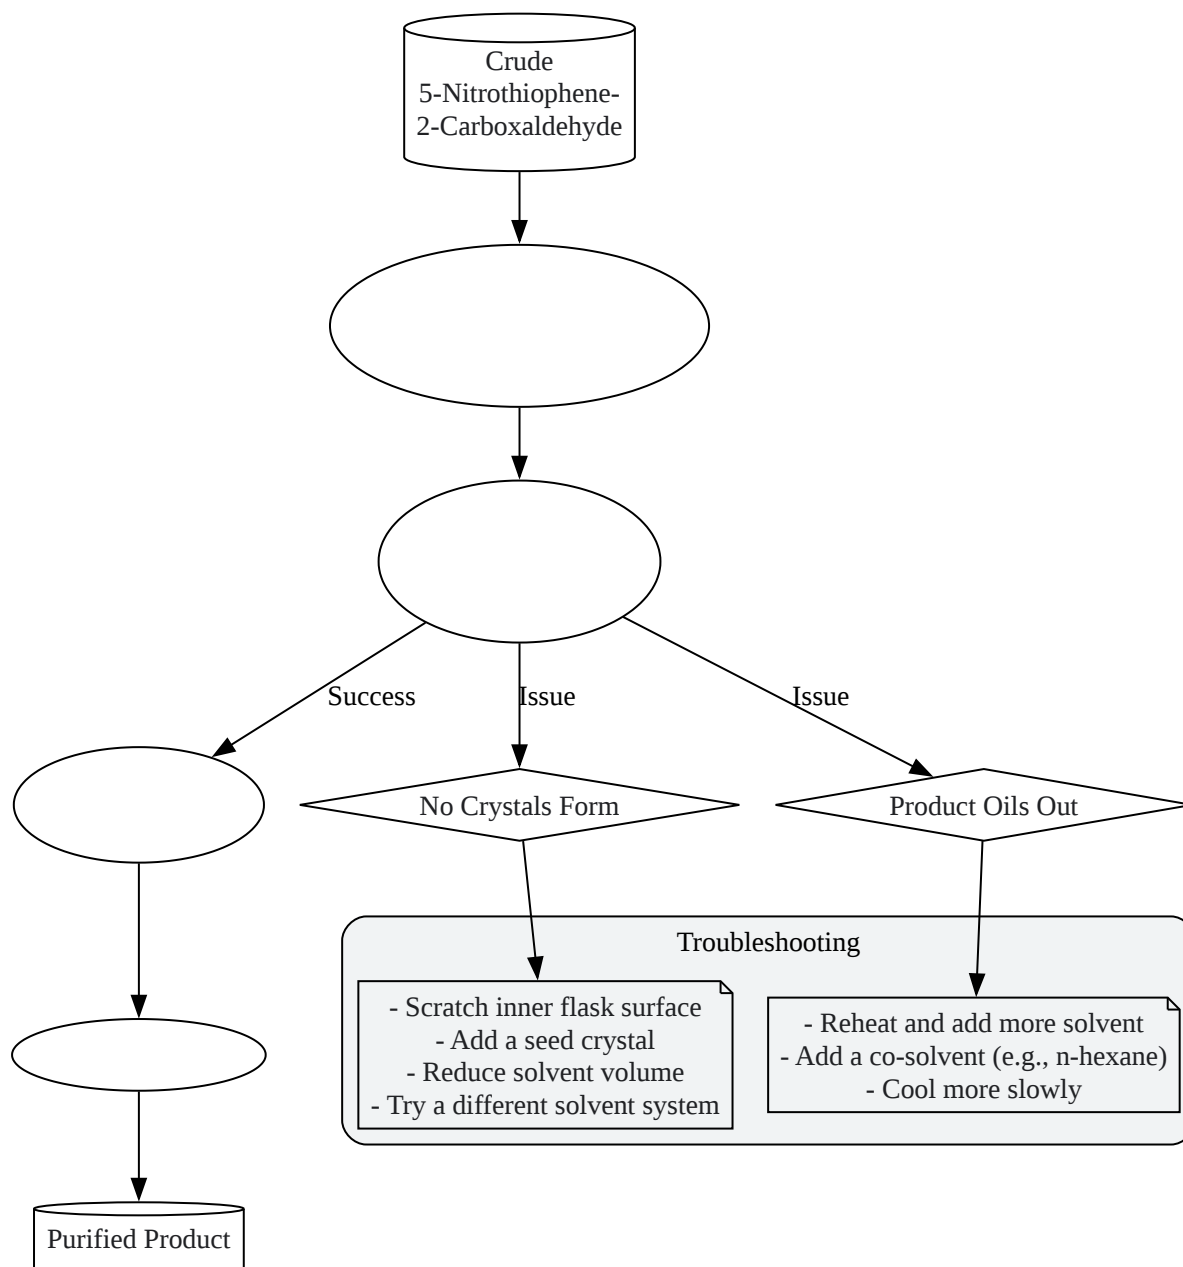 Crude
5-Nitrothiophene-
2-Carboxaldehyde
Success
Issue
Issue
No Crystals Form
Product Oils Out
Troubleshooting
- Scratch inner flask surface
- Add a seed crystal
- Reduce solvent volume
- Try a different solvent system
- Reheat and add more solvent
- Add a co-solvent (e.g., n-hexane)
- Cool more slowly
Purified Product